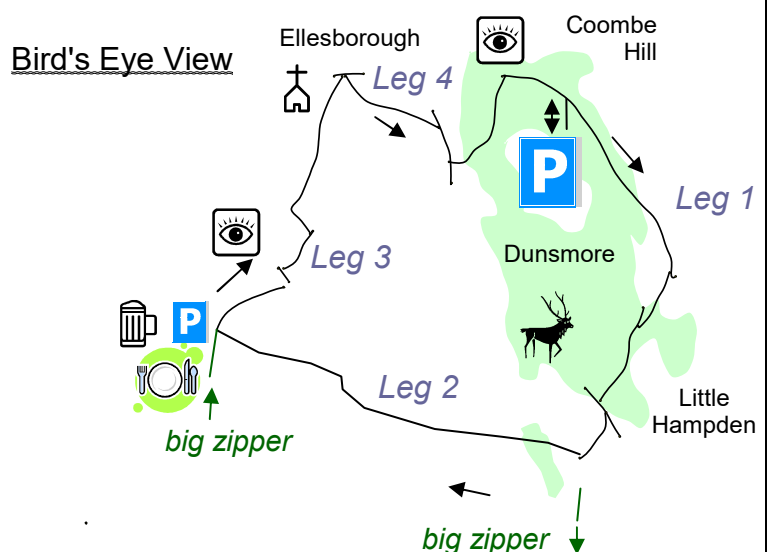 Bird's Eye View
Ellesborough
Coombe
Hill
Leg 4
P
Leg 1
Dunsmore
Leg 3
P
Leg 2
Little
Hampden
big zipper
big zipper